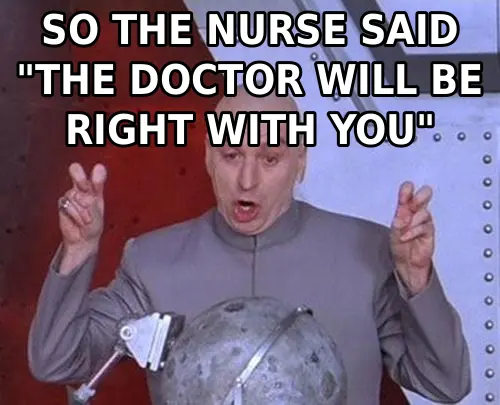 SO THE NURSE SAID
"THE DOCTOR WILL BE
RIGHT WITH YOU"